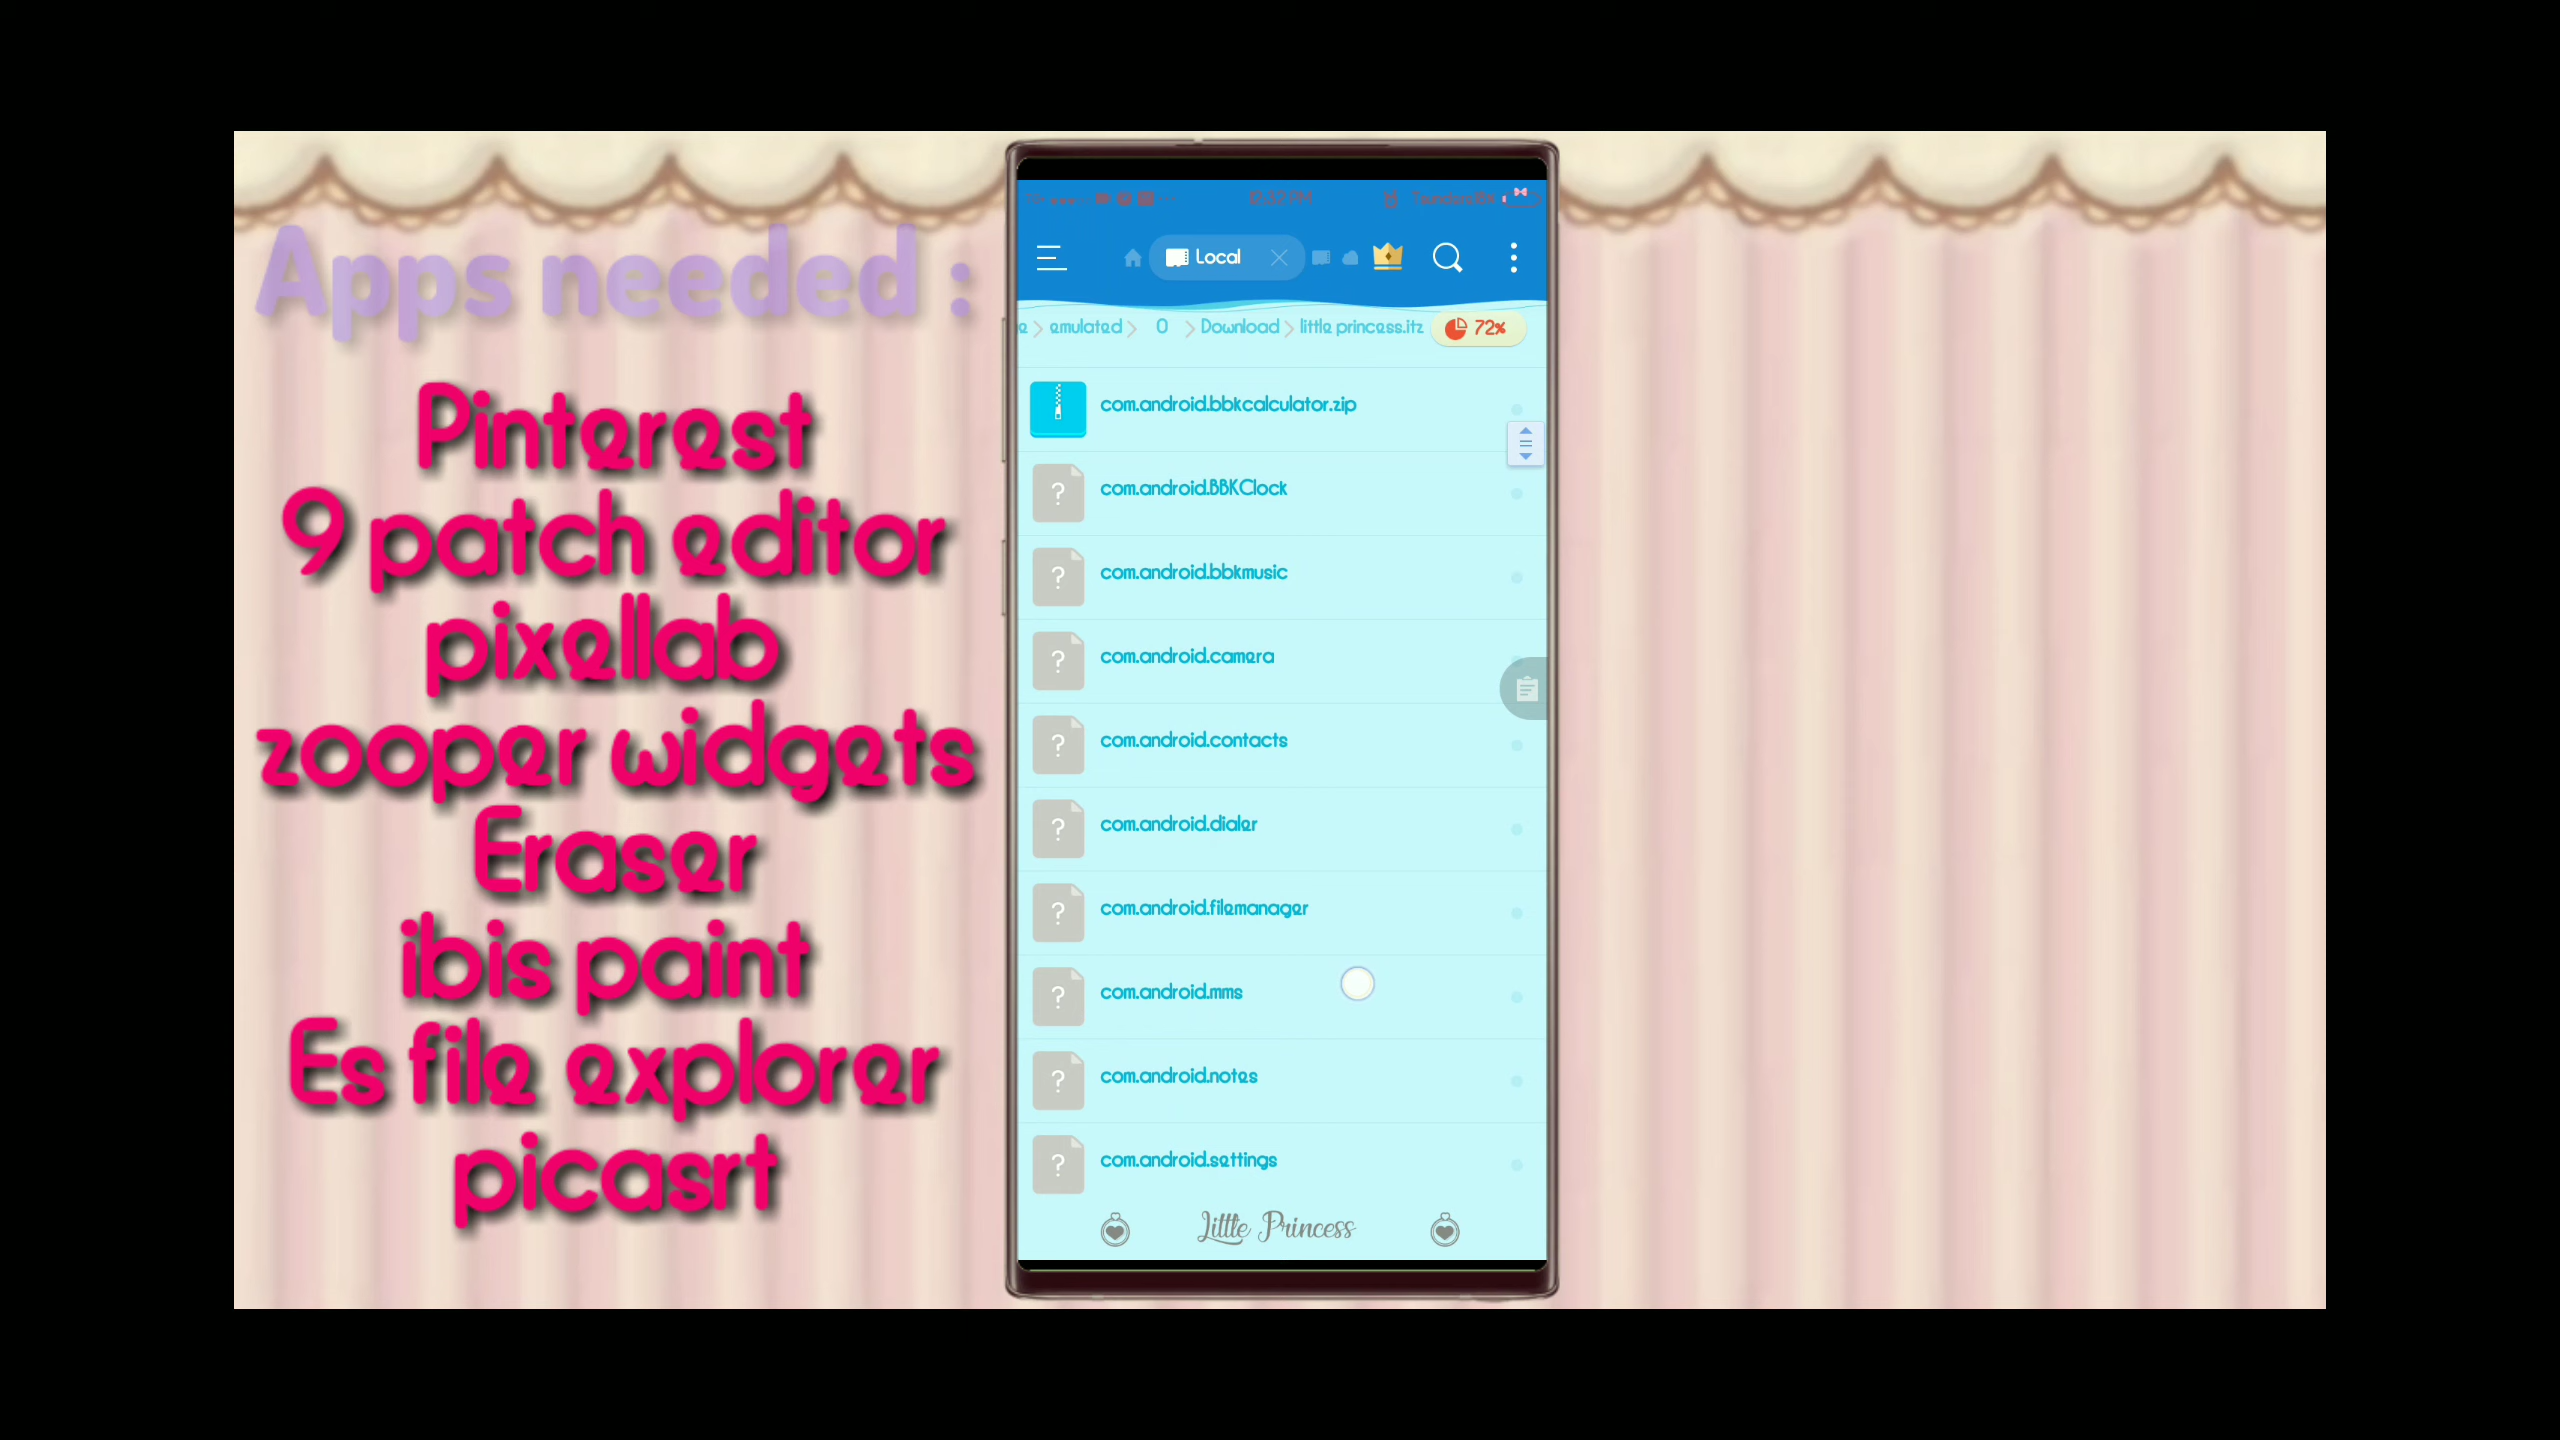 Apps needed :
Pinterest
9 patch editor
pixellab
zooper widgets
Eraser
ibis paint
Es file explorer
picasrt
12:32 PM
Local
e > emulated > 0 > Download > little princess.itz
72%
com.android.bbkcalculator.zip
com.android.BBKClock
com.android.bbkmusic
com.android.camera
com.android.contacts
com.android.dialer
com.android.filemanager
com.android.mms
com.android.notes
com.android.settings
Little Princess